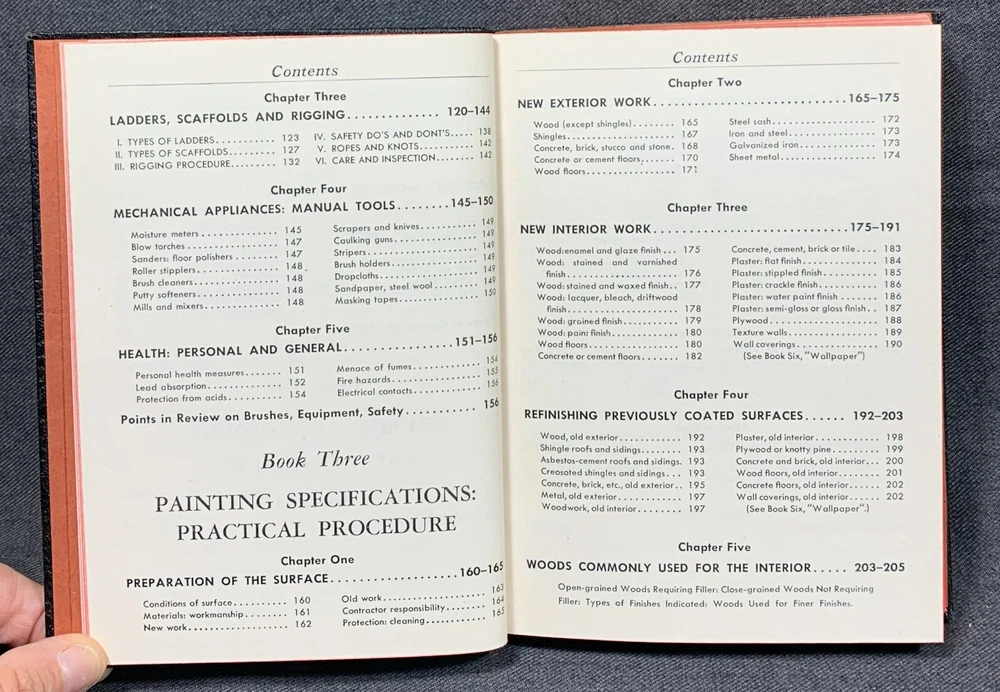 Contents
Chapter Three
LADDERS, SCAFFOLDS AND RIGGING.............. 120–144
I. TYPES OF LADDERS........... 123
II. TYPES OF SCAFFOLDS........ 127
III. RIGGING PROCEDURE....... 132
IV. SAFETY DO'S AND DONT'S..... 138
V. ROPES AND KNOTS.......... 142
VI. CARE AND INSPECTION...... 142
Chapter Four
MECHANICAL APPLIANCES: MANUAL TOOLS........ 145–150
Moisture meters.............. 145
Blow torches................ 147
Sanders: floor polishers........ 147
Roller stipplers.............. 148
Brush cleaners............... 148
Putty softeners.............. 148
Mills and mixers............. 148
Scrapers and knives.......... 149
Caulking guns............... 149
Stripers.................... 149
Brush holders............... 149
Dropcloths.................. 149
Sandpaper, steel wool........ 149
Masking tapes............... 150
Chapter Five
HEALTH: PERSONAL AND GENERAL................. 151–156
Personal health measures....... 151
Lead absorption.............. 152
Protection from acids.......... 154
Menace of fumes............. 154
Fire hazards................ 155
Electrical contacts............ 156
Points in Review on Brushes, Equipment, Safety.......... 156
Book Three
PAINTING SPECIFICATIONS:
PRACTICAL PROCEDURE
Chapter One
PREPARATION OF THE SURFACE................... 160–165
Conditions of surface.......... 160
Materials: workmanship........ 161
New work................... 162
Old work................... 163
Contractor responsibility....... 164
Protection: cleaning........... 165
Contents
Chapter Two
NEW EXTERIOR WORK............................ 165–175
Wood (except shingles)........ 165
Shingles.................... 167
Concrete, brick, stucco and stone. 168
Concrete or cement floors....... 170
Wood floors................ 171
Steel sash.................. 172
Iron and steel............... 173
Galvanized iron.............. 173
Sheet metal................. 174
Chapter Three
NEW INTERIOR WORK............................ 175–191
Wood:enamel and glaze finish... 175
Wood: stained and varnished
finish..................... 176
Wood:stained and waxed finish.. 177
Wood: lacquer, bleach, driftwood
finish..................... 178
Wood: grained finish.......... 179
Wood: paint finish............ 180
Wood floors................ 180
Concrete or cement floors...... 182
Concrete, cement, brick or tile.... 183
Plaster: flat finish............. 184
Plaster: stippled finish......... 185
Plaster: crackle finish.......... 186
Plaster: water paint finish....... 186
Plaster: semi-gloss or gloss finish.. 187
Plywood.................... 188
Texture walls................ 189
Wall coverings............... 190
(See Book Six, "Wallpaper")
Chapter Four
REFINISHING PREVIOUSLY COATED SURFACES...... 192–203
Wood, old exterior............ 192
Shingle roofs and sidings....... 193
Asbestos-cement roofs and sidings. 193
Creosoted shingles and sidings... 193
Concrete, brick, etc., old exterior.. 195
Metal, old exterior............ 197
Woodwork, old interior........ 197
Plaster, old interior............ 198
Plywood or knotty pine........ 199
Concrete and brick, old interior... 200
Wood floors, old interior........ 201
Concrete floors, old interior..... 202
Wall coverings, old interior...... 202
(See Book Six, "Wallpaper".)
Chapter Five
WOODS COMMONLY USED FOR THE INTERIOR..... 203–205
Open-grained Woods Requiring Filler: Close-grained Woods Not Requiring
Filler: Types of Finishes Indicated: Woods Used for Finer Finishes.